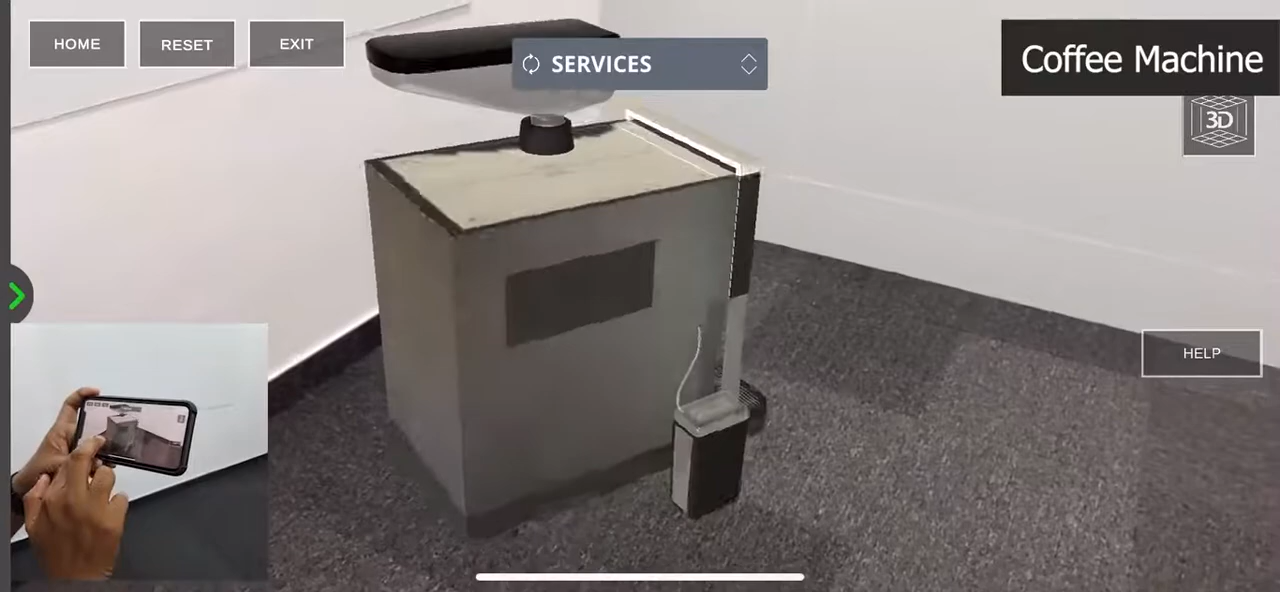 HOME
RESET
EXIT
SERVICES
Coffee Machine
3D
HELP